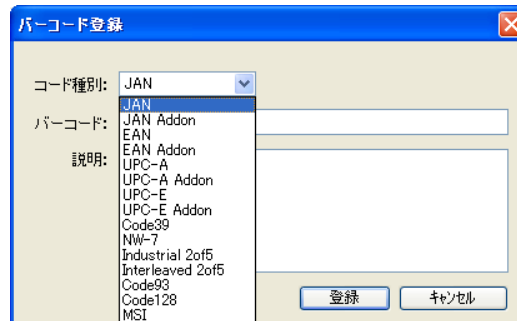 バーコード登録
コード種別: JAN
JAN
JAN Addon
EAN
EAN Addon
UPC-A
UPC-A Addon
UPC-E
UPC-E Addon
Code39
NW-7
Industrial 2of5
Interleaved 2of5
Code93
Code128
MSI
バーコード:
説明:
登録 キャンセル